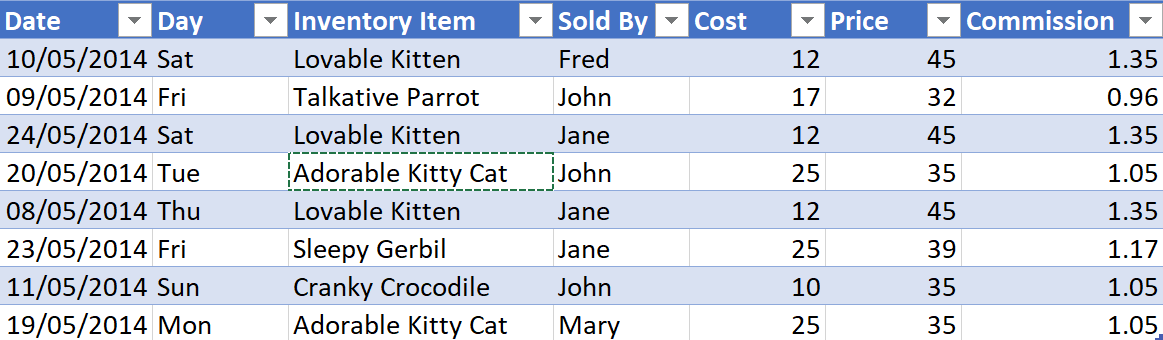 Date Day Inventory Item Sold By Cost Price Commission
10/05/2014 Sat Lovable Kitten Fred 12 45 1.35
09/05/2014 Fri Talkative Parrot John 17 32 0.96
24/05/2014 Sat Lovable Kitten Jane 12 45 1.35
20/05/2014 Tue Adorable Kitty Cat John 25 35 1.05
08/05/2014 Thu Lovable Kitten Jane 12 45 1.35
23/05/2014 Fri Sleepy Gerbil Jane 25 39 1.17
11/05/2014 Sun Cranky Crocodile John 10 35 1.05
19/05/2014 Mon Adorable Kitty Cat Mary 25 35 1.05